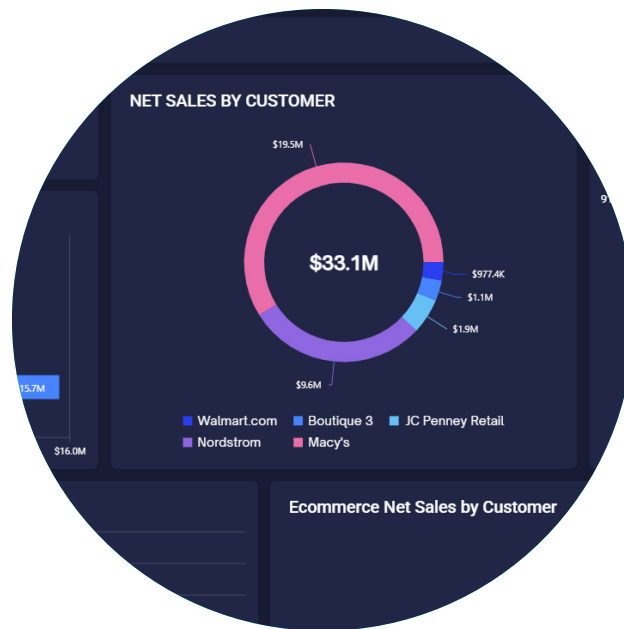 NET SALES BY CUSTOMER
$19.5M
$33.1M
$977.4K
$1.1M
$1.9M
$9.6M
Walmart.com Boutique 3 JC Penney Retail
Nordstrom Macy's
15.7M
$16.0M
Ecommerce Net Sales by Customer